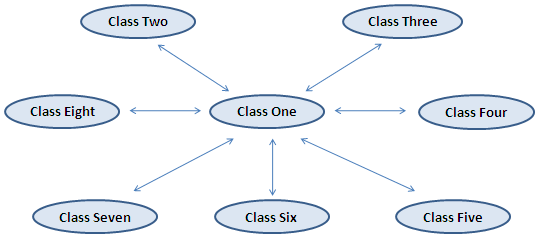 Class Two
Class Three
Class Eight
Class One
Class Four
Class Seven
Class Six
Class Five